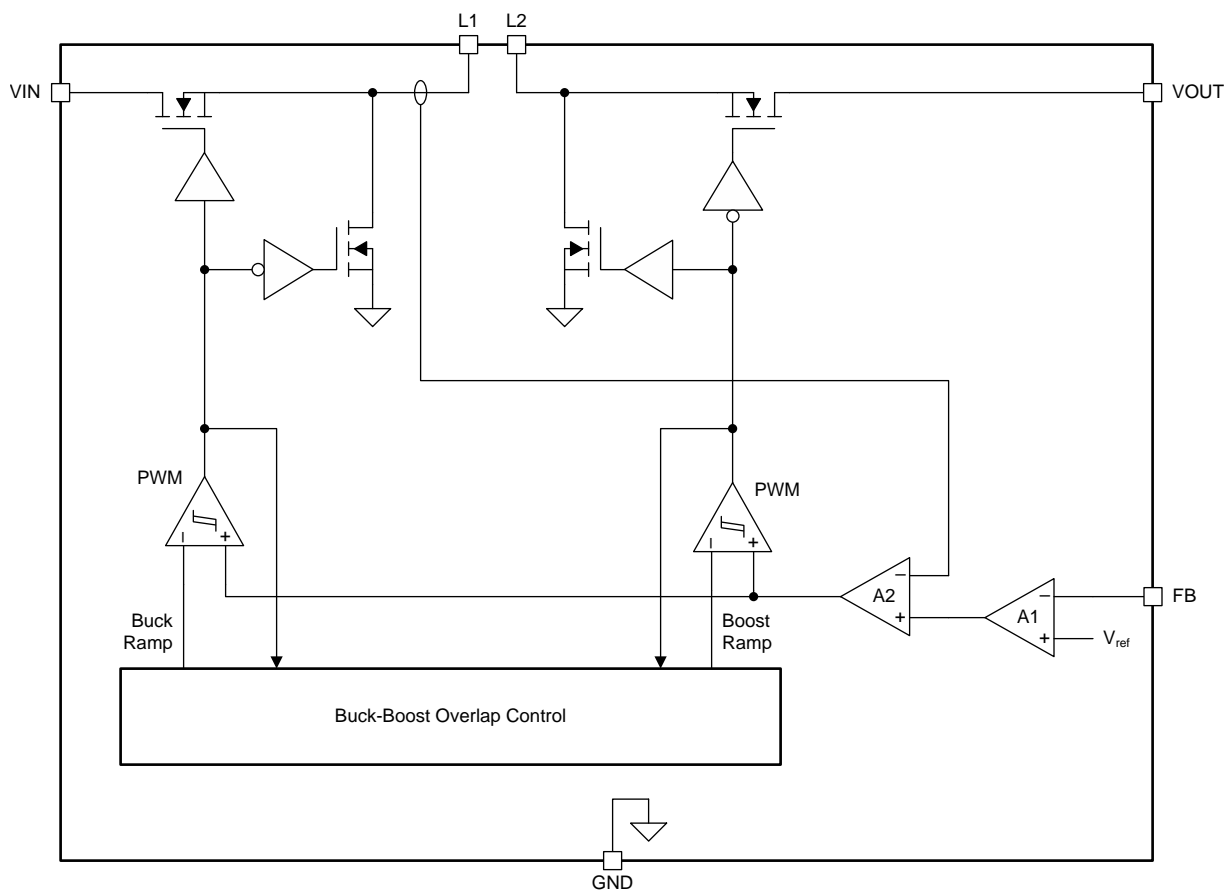 L1
L2
VIN
VOUT
PWM
PWM
A2
A1
FB
V_ref
Buck
Ramp
Boost
Ramp
Buck-Boost Overlap Control
GND